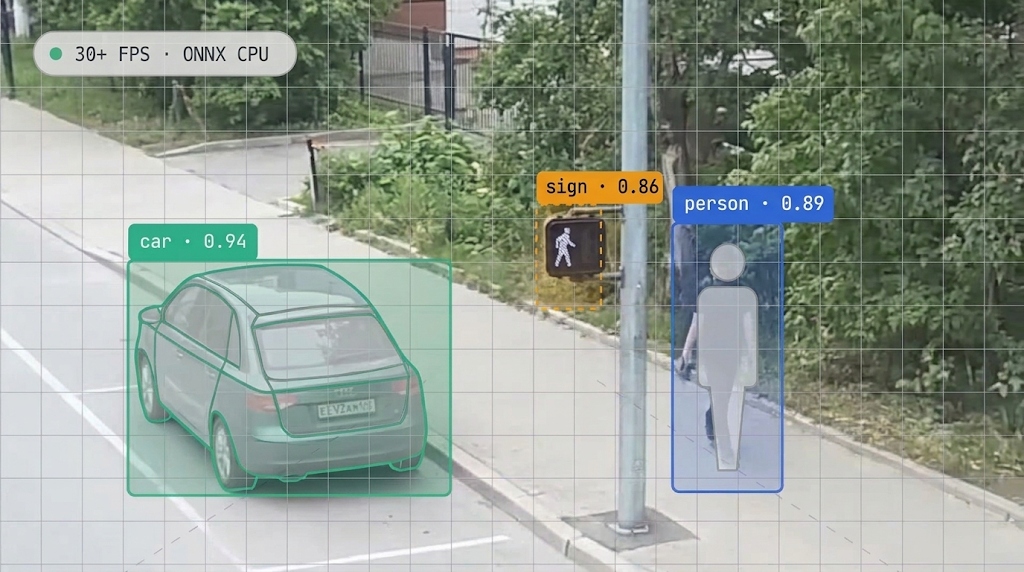 30+ FPS · ONNX CPU
sign · 0.86
person · 0.89
car · 0.94